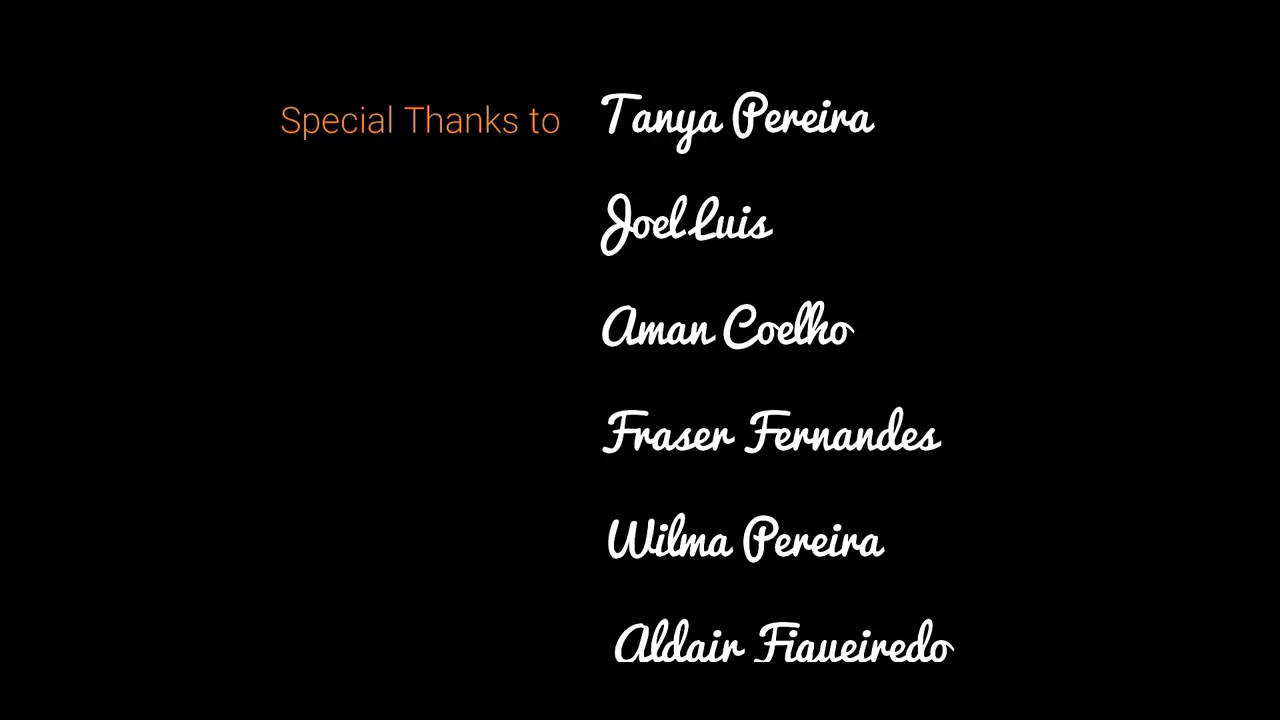 Special Thanks to Tanya Pereira
Joel Luis
Aman Coelho
Fraser Fernandes
Wilma Pereira
Aldair Figueiredo